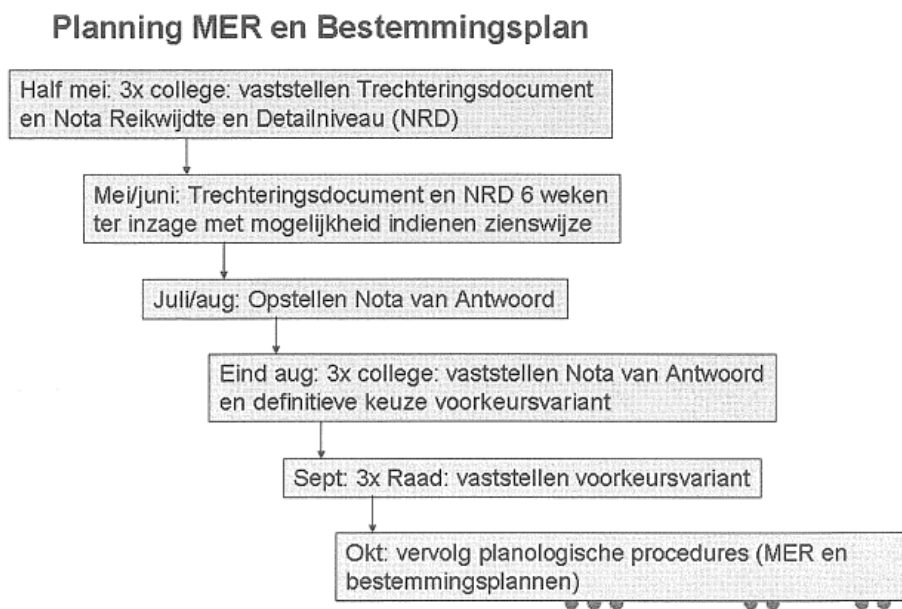 Planning MER en Bestemmingsplan
Half mei: 3x college: vaststellen Trechteringsdocument
en Nota Reikwijdte en Detailniveau (NRD)
Mei/juni: Trechteringsdocument en NRD 6 weken
ter inzage met mogelijkheid indienen zienswijze
Juli/aug: Opstellen Nota van Antwoord
Eind aug: 3x college: vaststellen Nota van Antwoord
en definitieve keuze voorkeursvariant
Sept: 3x Raad: vaststellen voorkeursvariant
Okt: vervolg planologische procedures (MER en
bestemmingsplannen)